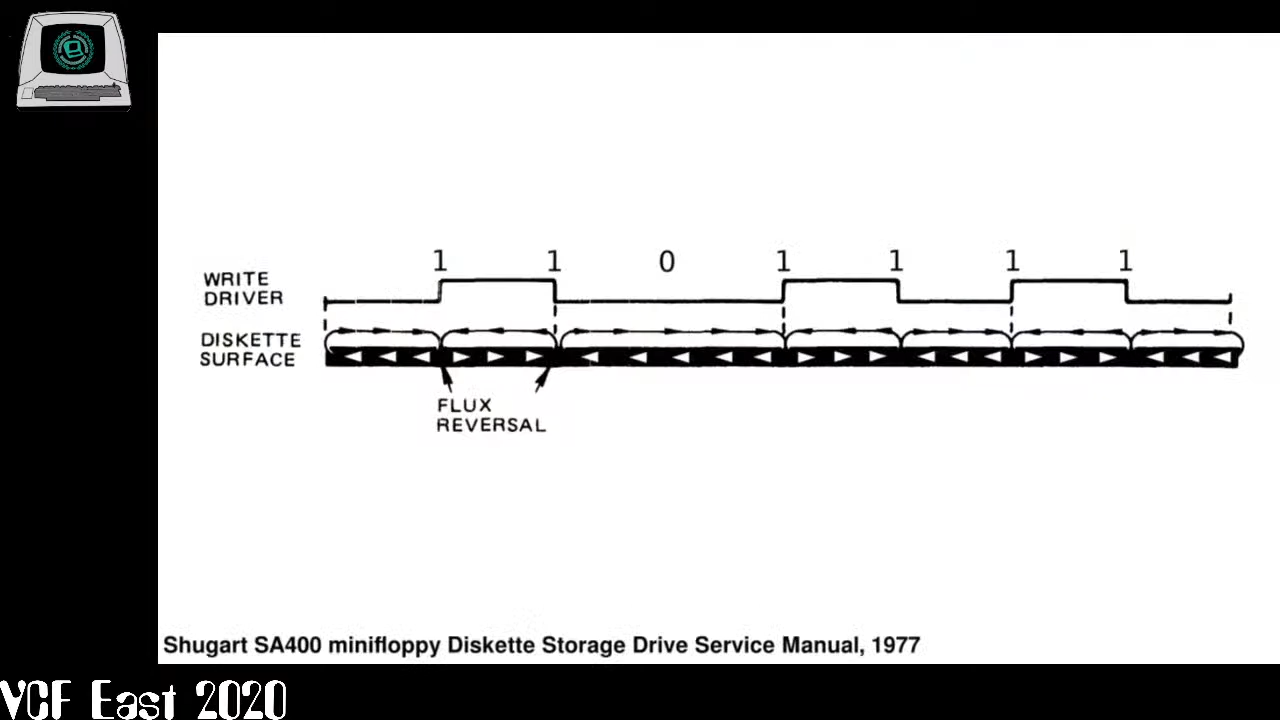 1 1 0 1 1 1 1
WRITE
DRIVER
DISKETTE
SURFACE
FLUX
REVERSAL
Shugart SA400 minifloppy Diskette Storage Drive Service Manual, 1977
VCF East 2020